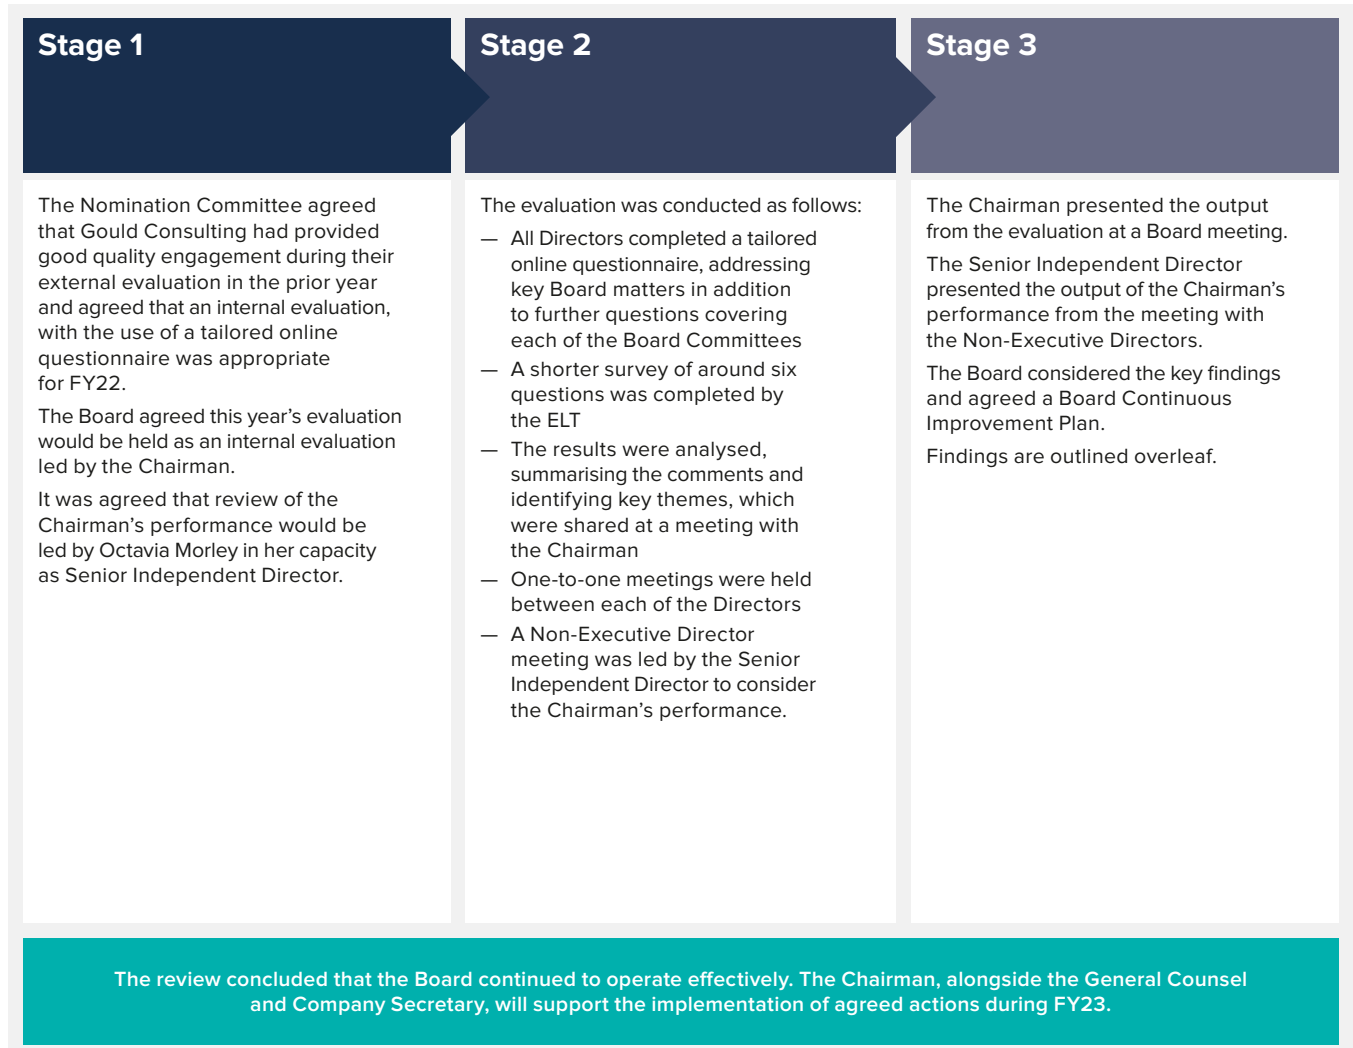 Stage 1
The Nomination Committee agreed
that Gould Consulting had provided
good quality engagement during their
external evaluation in the prior year
and agreed that an internal evaluation,
with the use of a tailored online
questionnaire was appropriate
for FY22.
The Board agreed this year’s evaluation
would be held as an internal evaluation
led by the Chairman.
It was agreed that review of the
Chairman’s performance would be
led by Octavia Morley in her capacity
as Senior Independent Director.
Stage 2
The evaluation was conducted as follows:
— All Directors completed a tailored
online questionnaire, addressing
key Board matters in addition
to further questions covering
each of the Board Committees
— A shorter survey of around six
questions was completed by
the ELT
— The results were analysed,
summarising the comments and
identifying key themes, which
were shared at a meeting with
the Chairman
— One-to-one meetings were held
between each of the Directors
— A Non-Executive Director
meeting was led by the Senior
Independent Director to consider
the Chairman’s performance.
Stage 3
The Chairman presented the output
from the evaluation at a Board meeting.
The Senior Independent Director
presented the output of the Chairman’s
performance from the meeting with
the Non-Executive Directors.
The Board considered the key findings
and agreed a Board Continuous
Improvement Plan.
Findings are outlined overleaf.
The review concluded that the Board continued to operate effectively. The Chairman, alongside the General Counsel
and Company Secretary, will support the implementation of agreed actions during FY23.